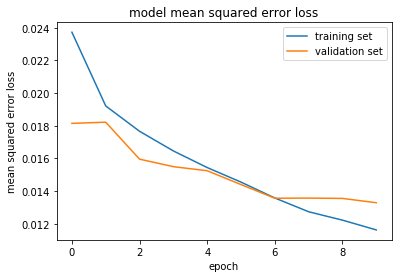 model mean squared error loss
training set
validation set
mean squared error loss
0.024
0.022
0.020
0.018
0.016
0.014
0.012
0 2 4 6 8
epoch